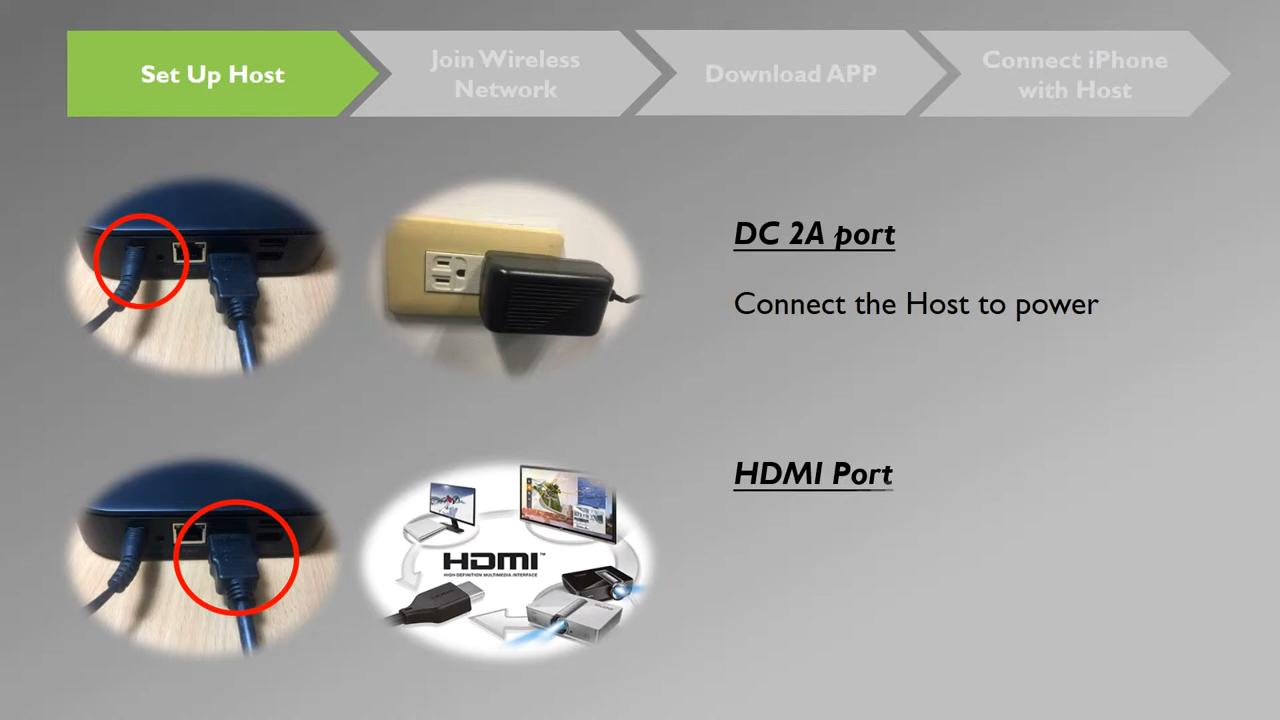 Set Up Host
Join Wireless
Network
Download APP
Connect iPhone
with Host
DC 2A port
Connect the Host to power
HDMI Port
HDMI™
HIGH-DEFINITION MULTIMEDIA INTERFACE